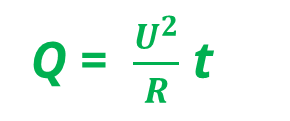 Q = U²/R t